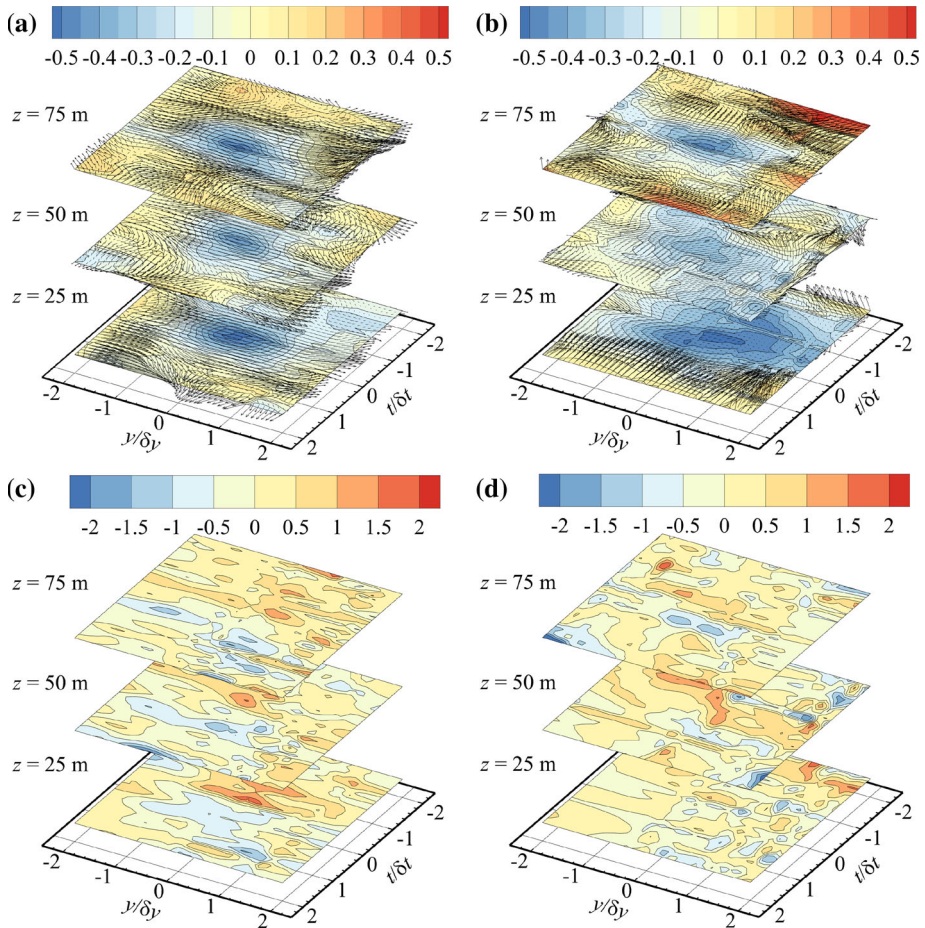 (a)
-0.5 -0.4 -0.3 -0.2 -0.1 0 0.1 0.2 0.3 0.4 0.5
z = 75 m
z = 50 m
z = 25 m
-2 -1 0 1 2
y/δy
2 1 0 -1 -2
t/δt
(b)
-0.5 -0.4 -0.3 -0.2 -0.1 0 0.1 0.2 0.3 0.4 0.5
z = 75 m
z = 50 m
z = 25 m
-2 -1 0 1 2
y/δy
2 1 0 -1 -2
t/δt
(c)
-2 -1.5 -1 -0.5 0 0.5 1 1.5 2
z = 75 m
z = 50 m
z = 25 m
-2 -1 0 1 2
y/δy
2 1 0 -1 -2
t/δt
(d)
-2 -1.5 -1 -0.5 0 0.5 1 1.5 2
z = 75 m
z = 50 m
z = 25 m
-2 -1 0 1 2
y/δy
2 1 0 -1 -2
t/δt